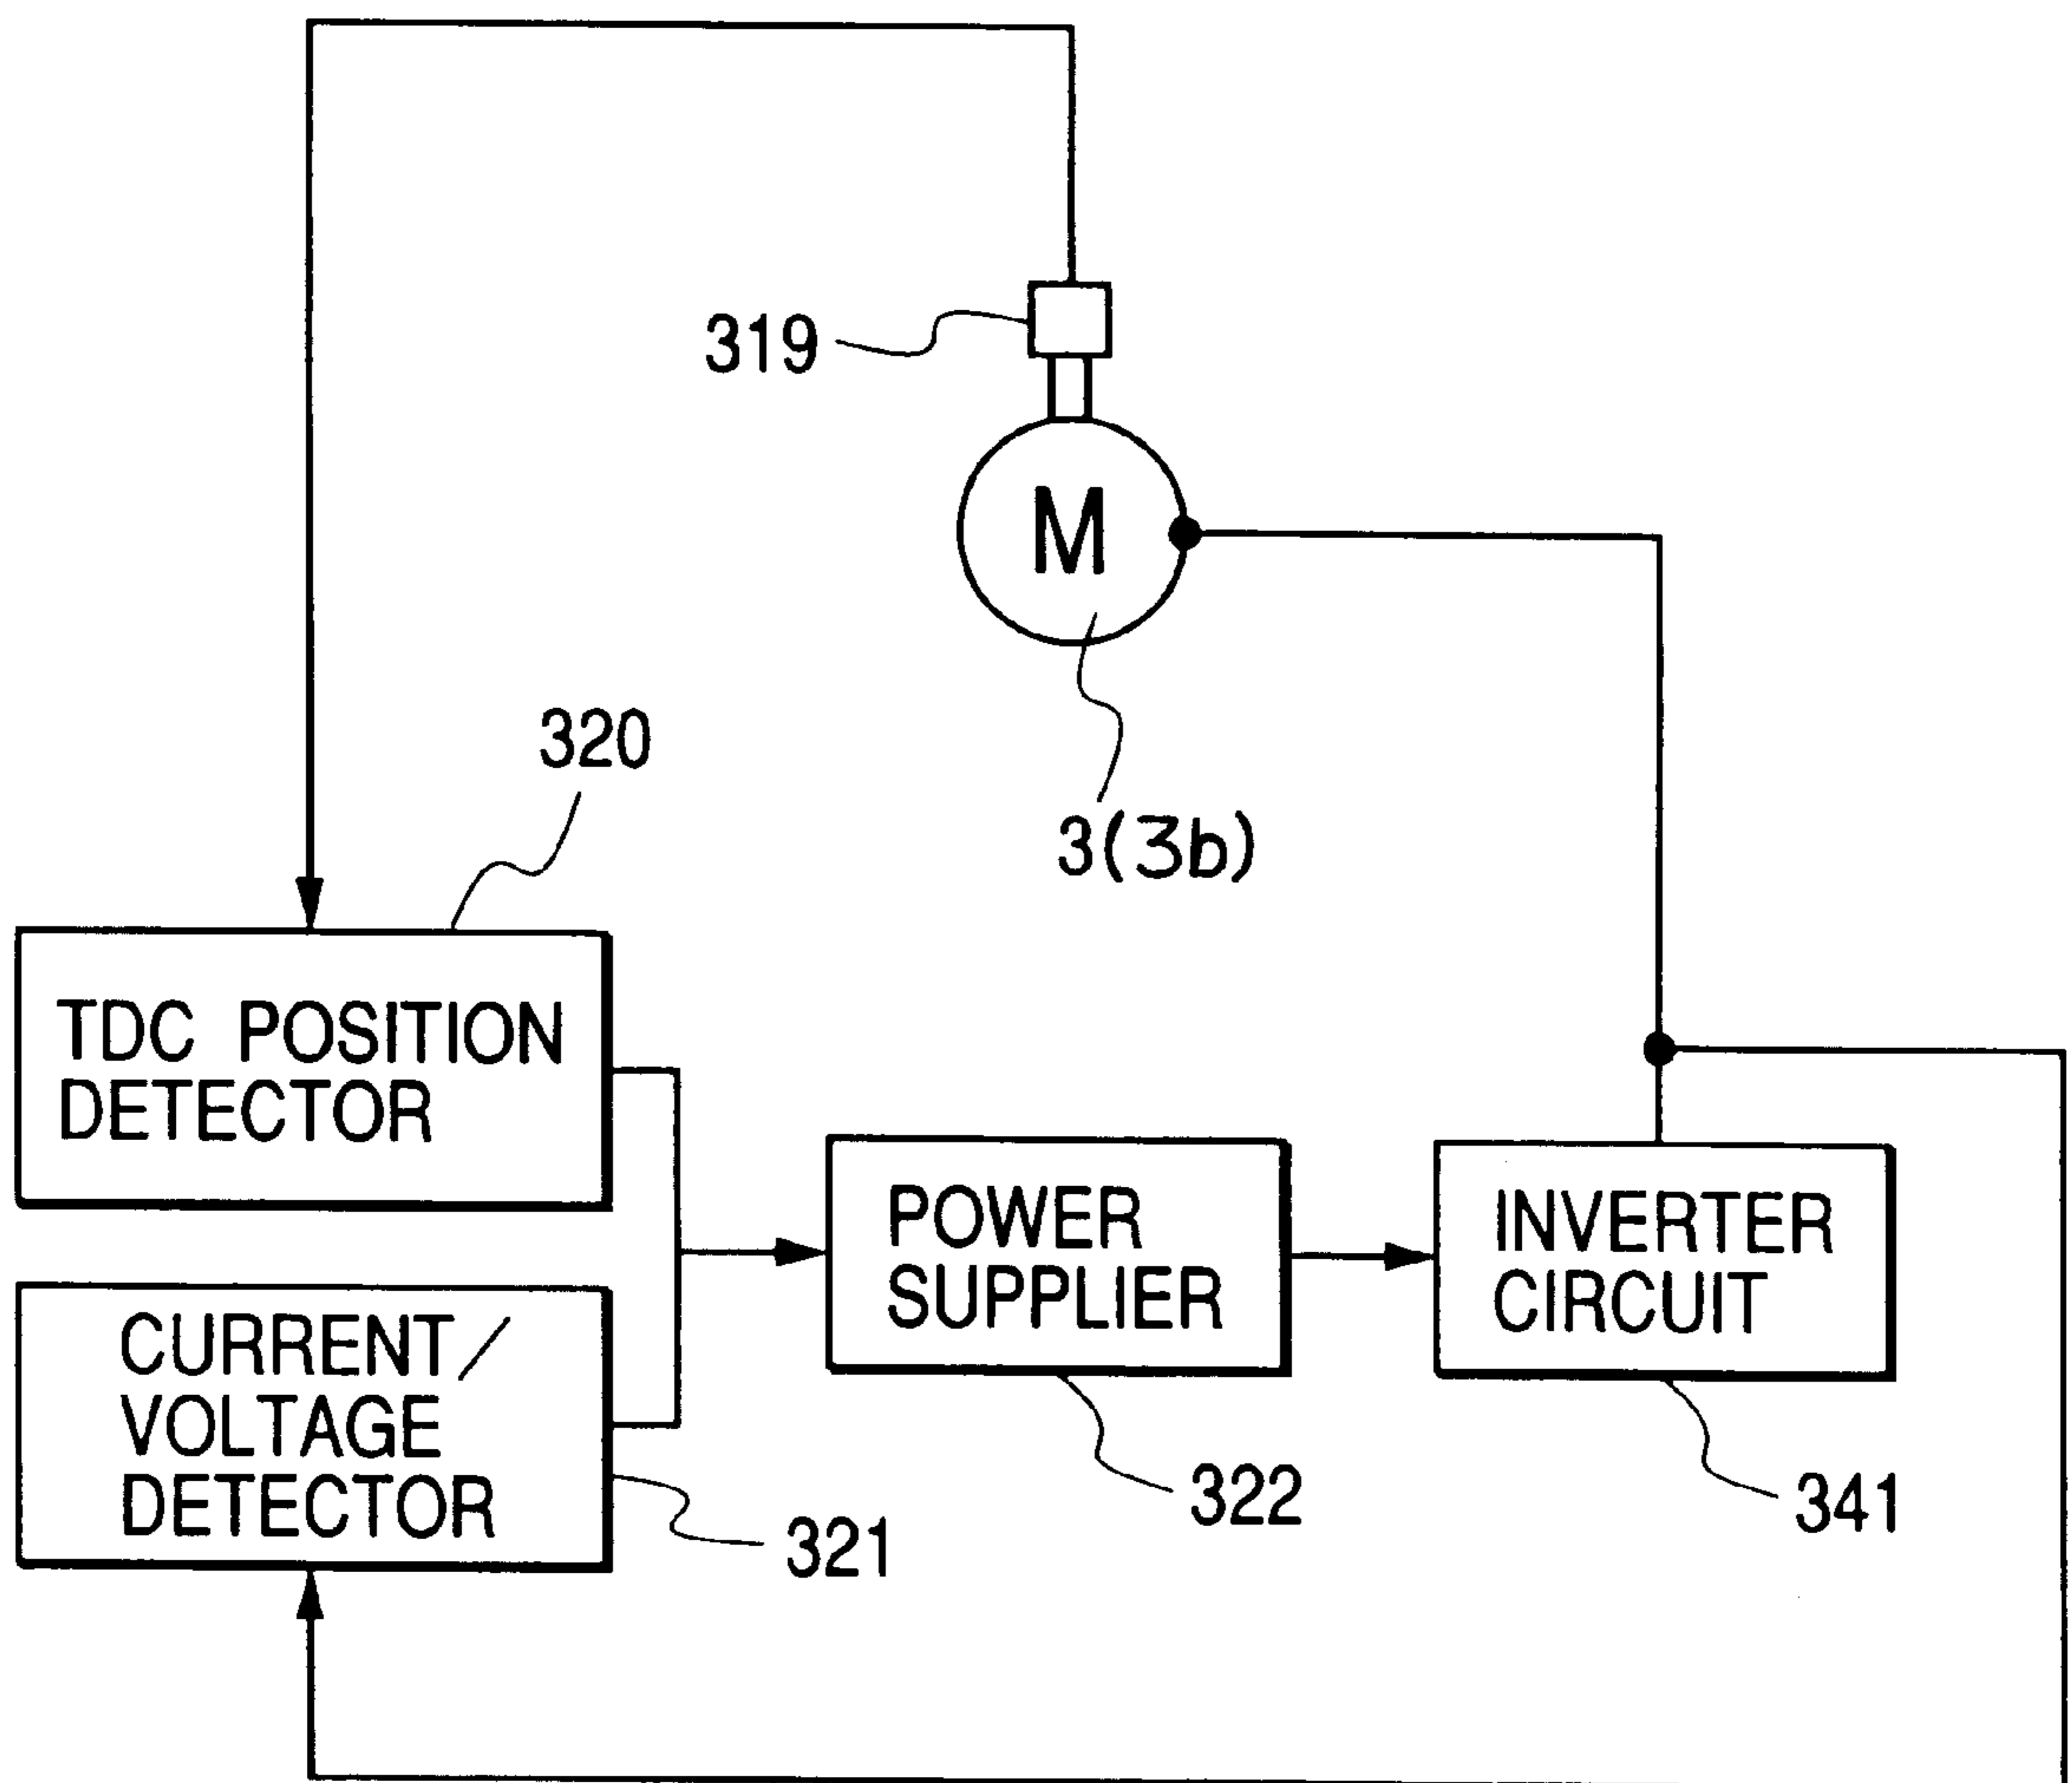 319
M
320
3(3b)
TDC POSITION
DETECTOR
POWER
SUPPLIER
INVERTER
CIRCUIT
CURRENT/
VOLTAGE
DETECTOR
322
341
321